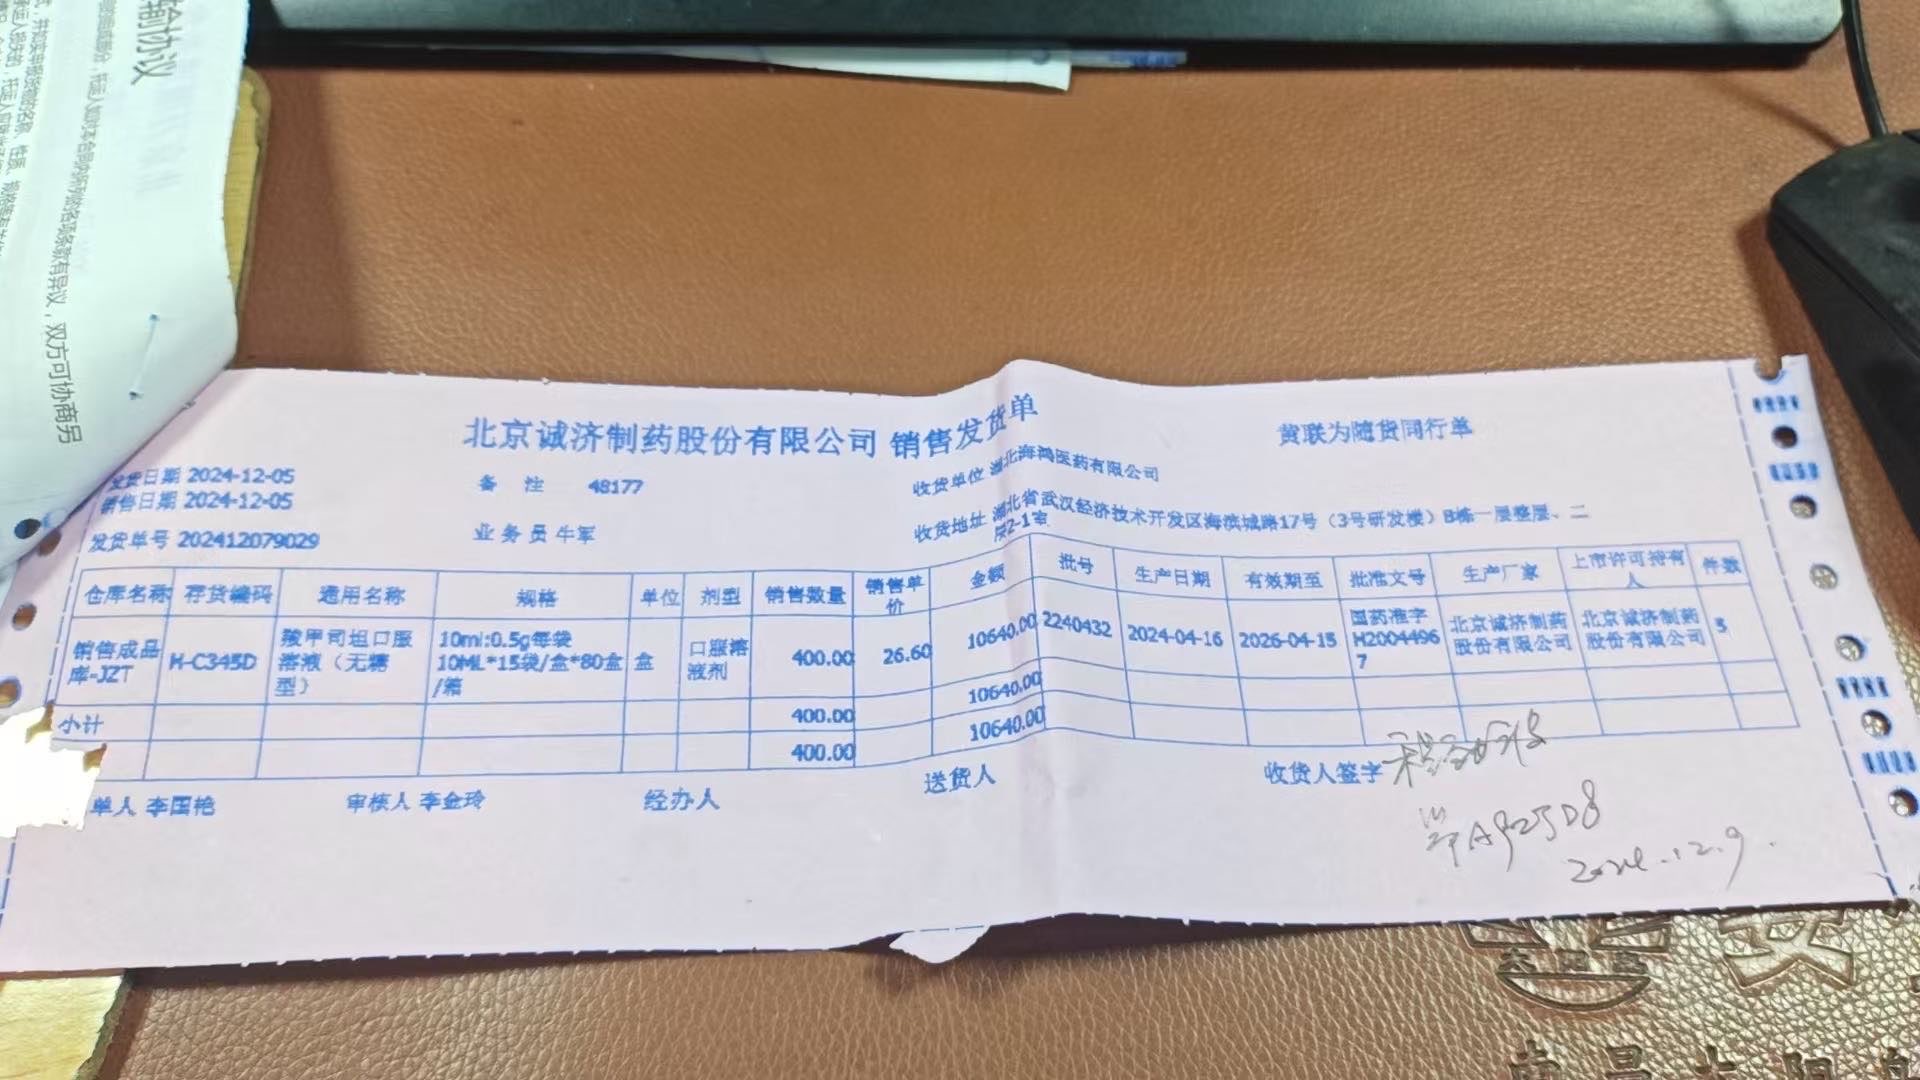 输协议
双方可协商另
北京诚济制药股份有限公司 销售发货单
黄联为随货同行单
发货日期 2024-12-05
备 注 48177
收货单位 湖北海鸿医药有限公司
销售日期 2024-12-05
发货单号 202412079029
业务员 牛军
收货地址 湖北省武汉经济技术开发区海滨城路17号（3号研发楼）B栋一层整层、二
层2-1室
仓库名称 存货编码 通用名称 规格 单位 剂型 销售数量 销售单价 金额 批号 生产日期 有效期至 批准文号 生产厂家 上市许可持有人 件数
销售成品库-JZT H-C345D 羧甲司坦口服溶液（无糖型） 10ml:0.5g每袋 10ML*15袋/盒*80盒/箱 盒 口服溶液剂 400.00 26.60 10640.00 2240432 2024-04-16 2026-04-15 国药准字H20044967 北京诚济制药股份有限公司 北京诚济制药股份有限公司 5
小计 400.00 10640.00
400.00 10640.00
单人 李国艳 审核人 李金玲 经办人 送货人 收货人签字
2024.12.9.